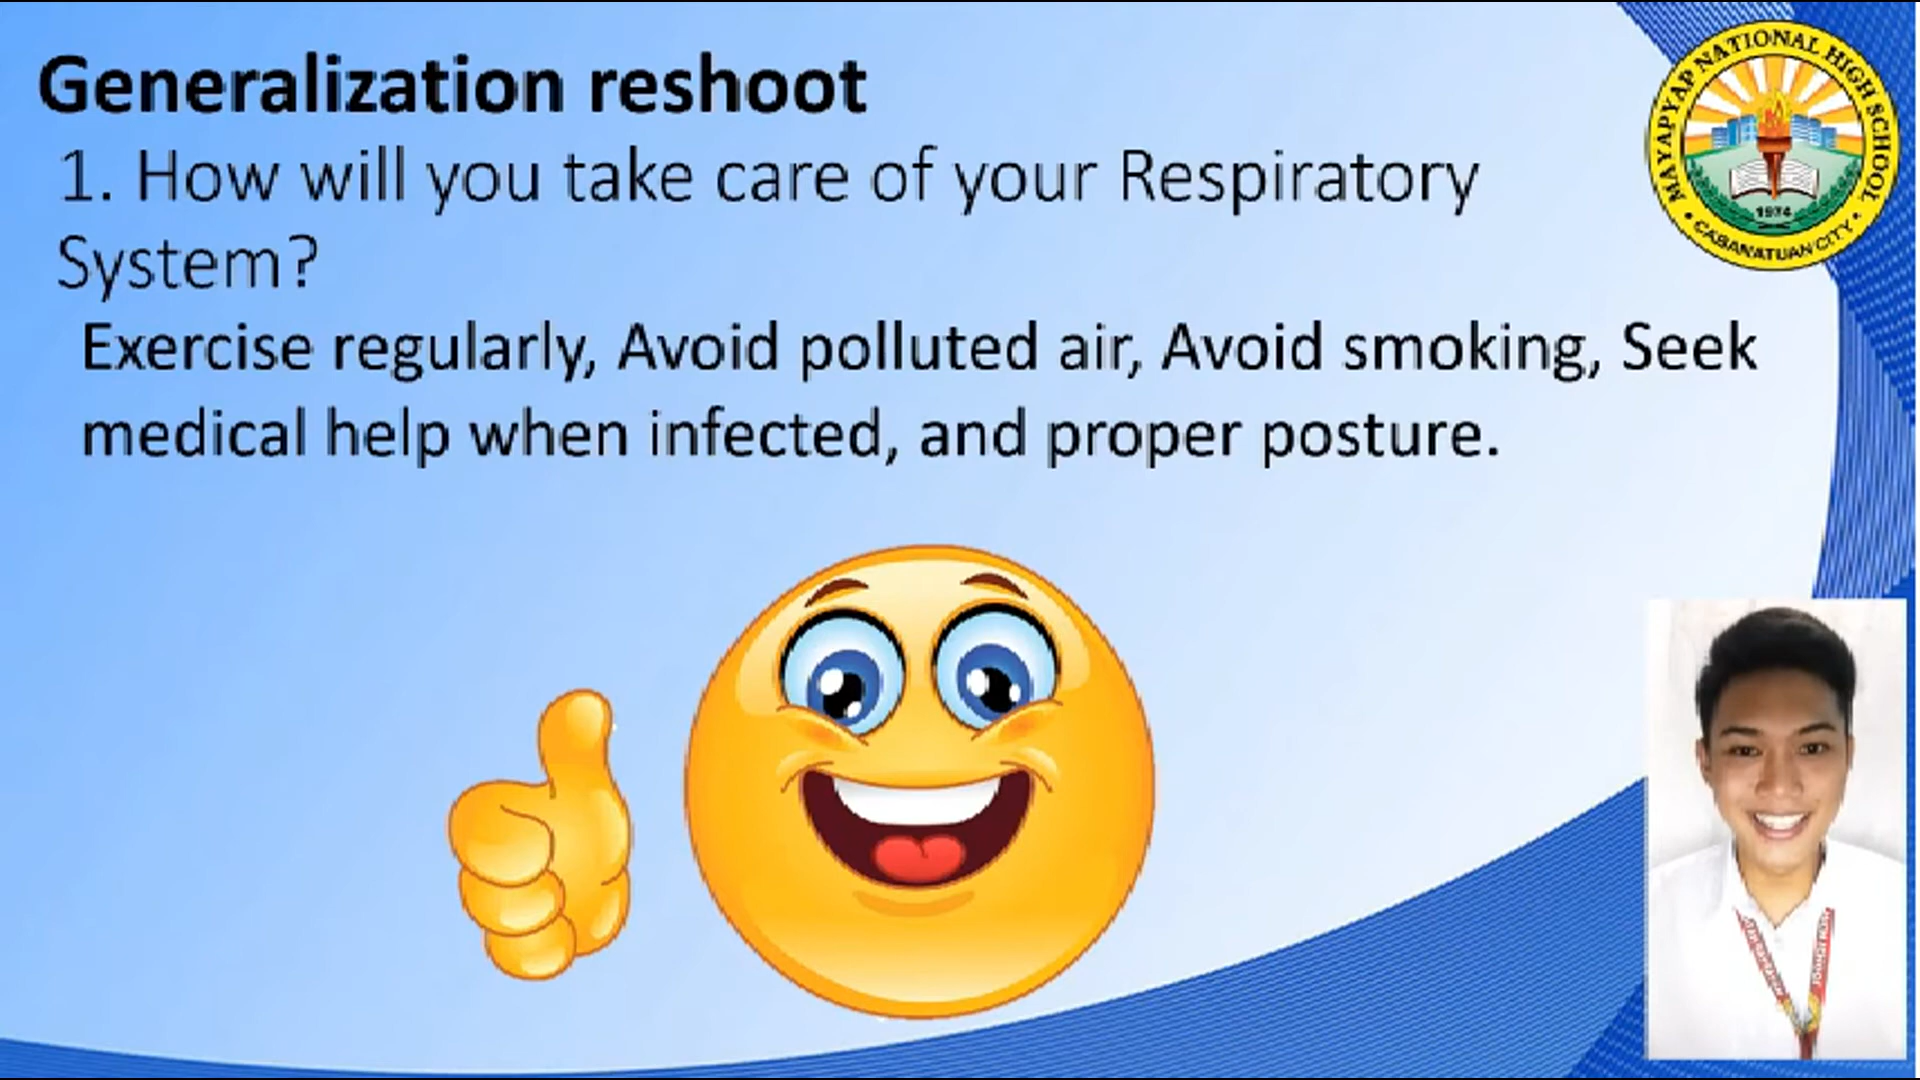 Generalization reshoot
1. How will you take care of your Respiratory
System?
Exercise regularly, Avoid polluted air, Avoid smoking, Seek
medical help when infected, and proper posture.
MAYAPYAP NATIONAL HIGH SCHOOL
1974
• CABANATUAN CITY •